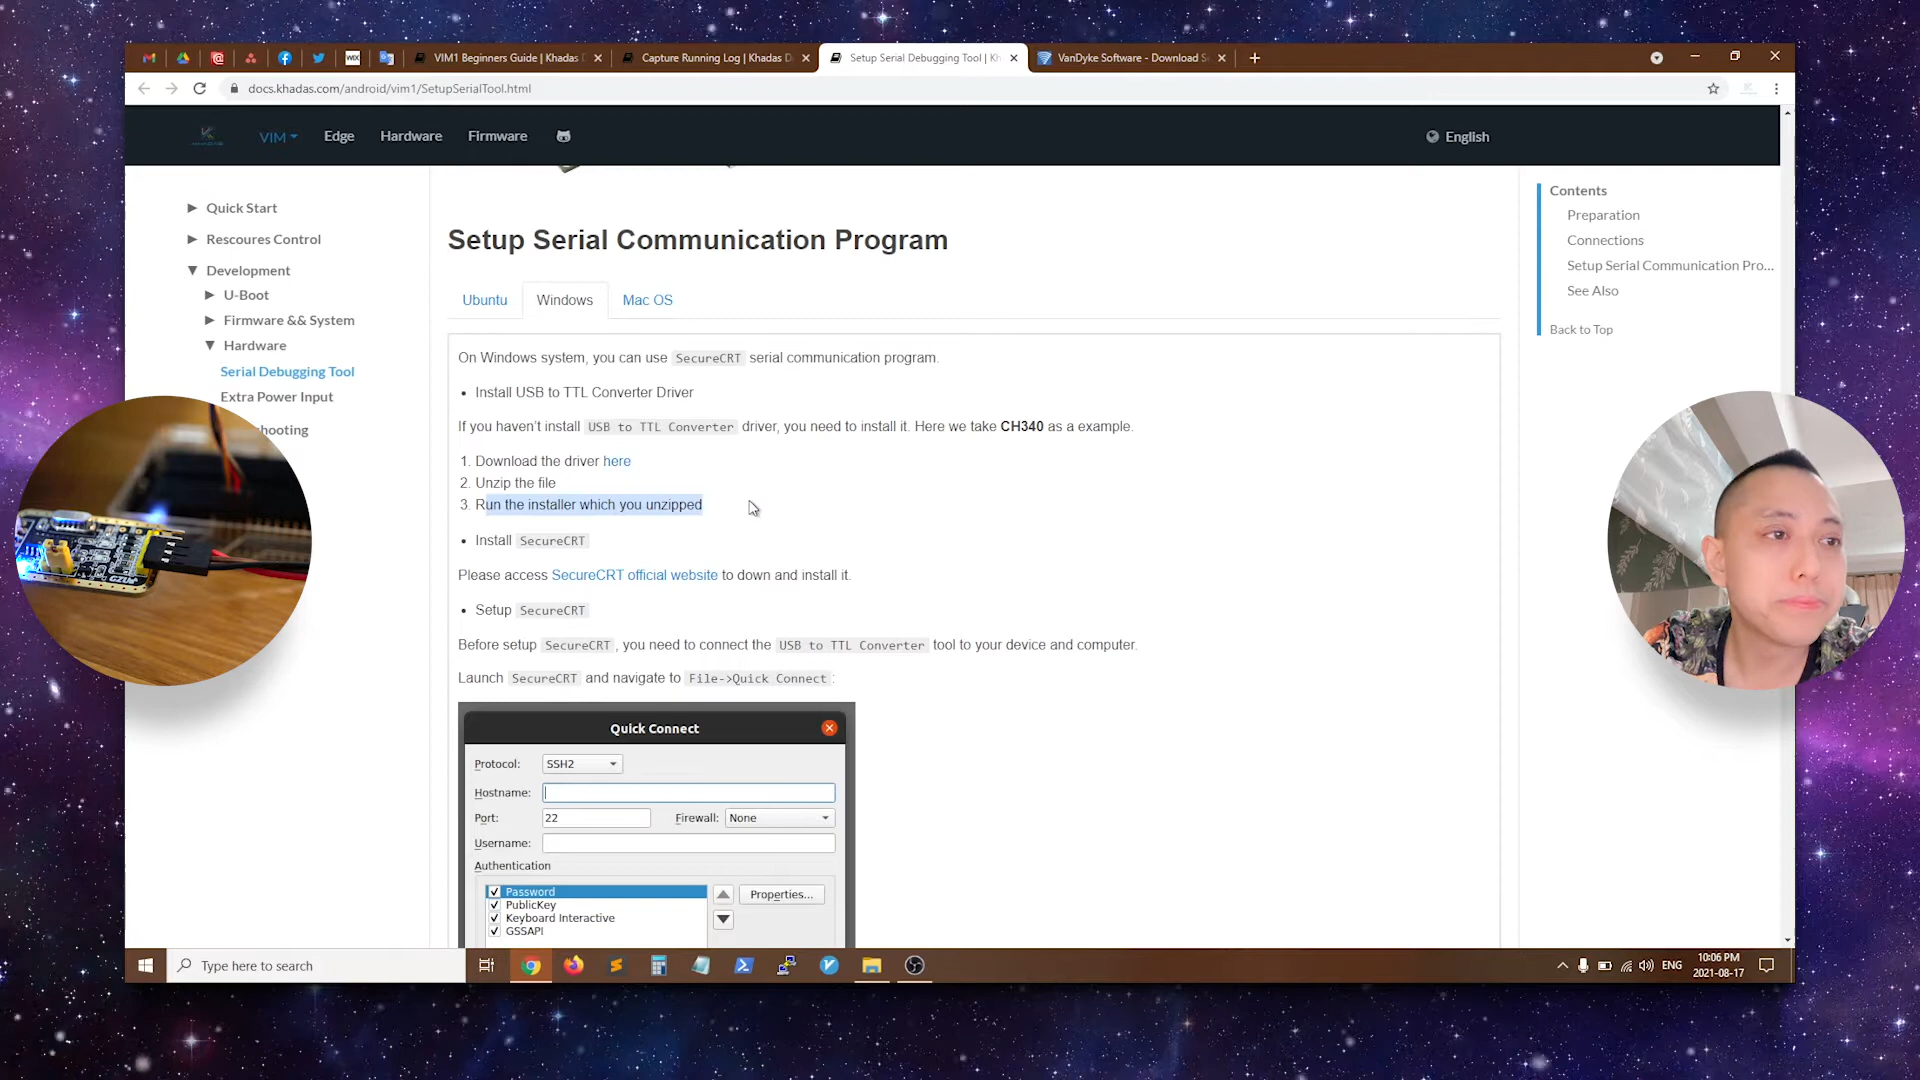 VIM1 Beginners Guide | Khadas D
Capture Running Log | Khadas D
Setup Serial Debugging Tool | Kh
VanDyke Software - Download S
docs.khadas.com/android/vim1/SetupSerialTool.html
VIM
Edge
Hardware
Firmware
English
Quick Start
Rescoures Control
Development
U-Boot
Firmware && System
Hardware
Serial Debugging Tool
Extra Power Input
hooting
Setup Serial Communication Program
Ubuntu
Windows
Mac OS
On Windows system, you can use SecureCRT serial communication program.
• Install USB to TTL Converter Driver
If you haven't install USB to TTL Converter driver, you need to install it. Here we take CH340 as a example.
1. Download the driver here
2. Unzip the file
3. Run the installer which you unzipped
• Install SecureCRT
Please access SecureCRT official website to down and install it.
• Setup SecureCRT
Before setup SecureCRT, you need to connect the USB to TTL Converter tool to your device and computer.
Launch SecureCRT and navigate to File->Quick Connect:
Quick Connect
Protocol: SSH2
Hostname:
Port: 22 Firewall: None
Username:
Authentication
Password
PublicKey
Keyboard Interactive
GSSAPI
Properties...
Contents
Preparation
Connections
Setup Serial Communication Pro...
See Also
Back to Top
Type here to search
ENG
10:06 PM
2021-08-17